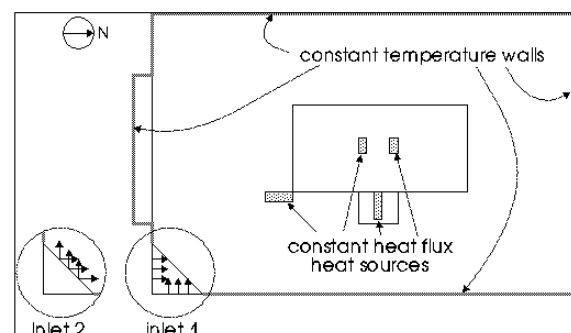 N
constant temperature walls
constant heat flux
heat sources
Inlet 2
inlet 1